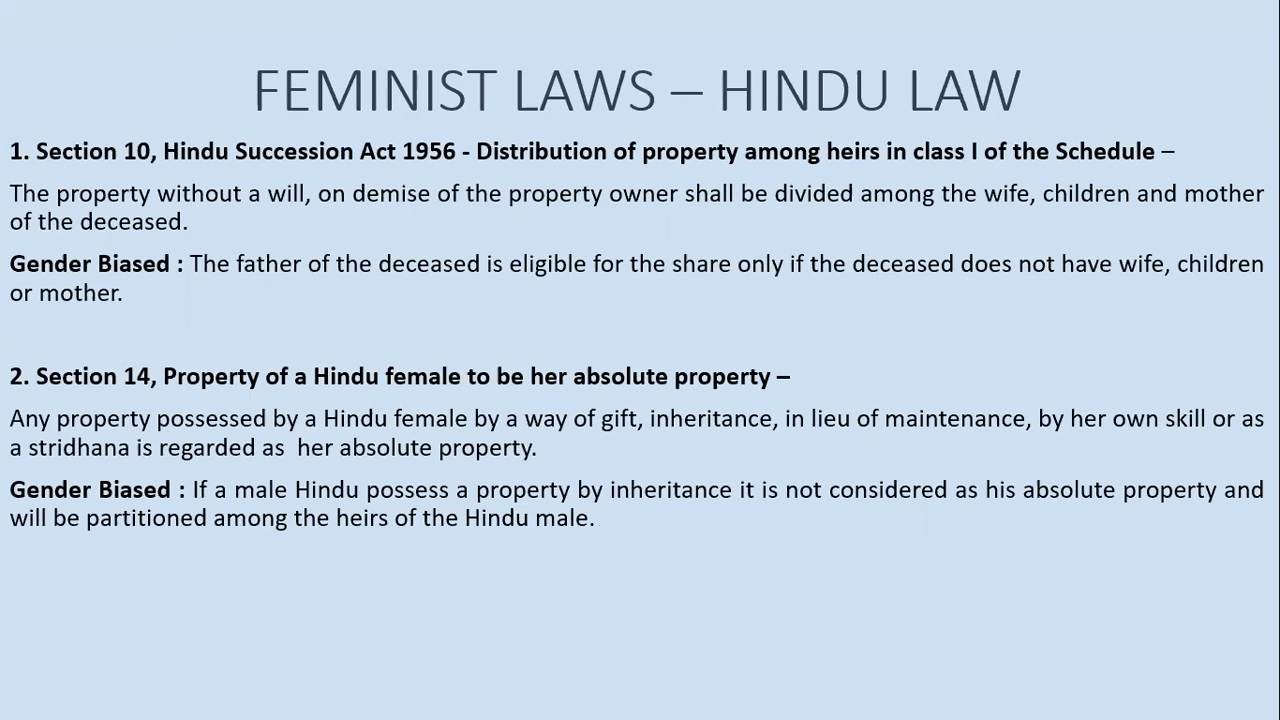 FEMINIST LAWS – HINDU LAW
1. Section 10, Hindu Succession Act 1956 - Distribution of property among heirs in class I of the Schedule –
The property without a will, on demise of the property owner shall be divided among the wife, children and mother
of the deceased.
Gender Biased : The father of the deceased is eligible for the share only if the deceased does not have wife, children
or mother.
2. Section 14, Property of a Hindu female to be her absolute property –
Any property possessed by a Hindu female by a way of gift, inheritance, in lieu of maintenance, by her own skill or as
a stridhana is regarded as  her absolute property.
Gender Biased : If a male Hindu possess a property by inheritance it is not considered as his absolute property and
will be partitioned among the heirs of the Hindu male.